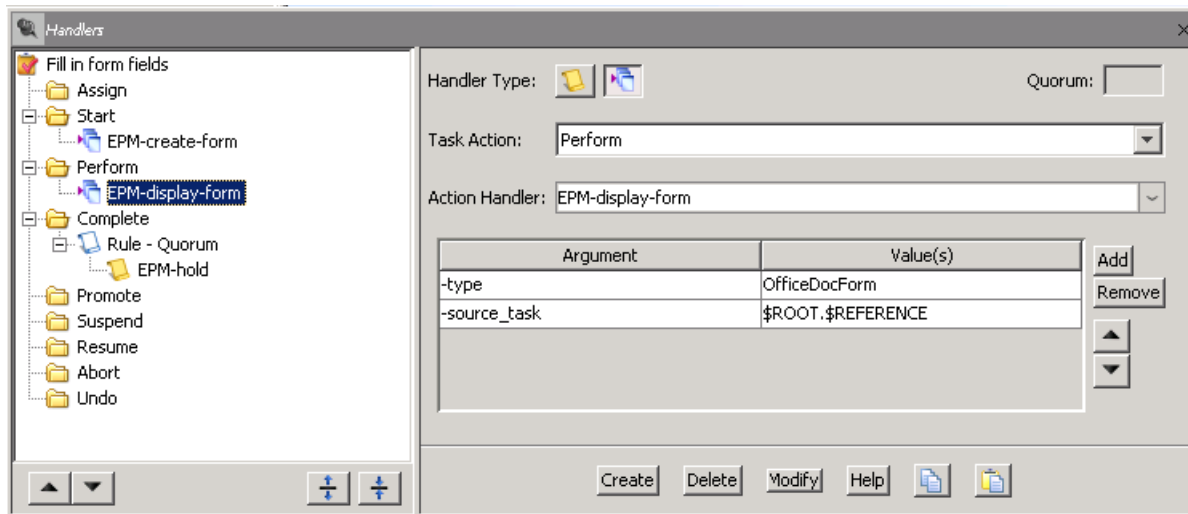 Handlers
Fill in form fields
Assign
Start
EPM-create-form
Perform
EPM-display-form
Complete
Rule - Quorum
EPM-hold
Promote
Suspend
Resume
Abort
Undo
Handler Type:
Quorum:
Task Action: Perform
Action Handler: EPM-display-form
Argument Value(s)
-type OfficeDocForm
-source_task $ROOT.$REFERENCE
Add
Remove
Create Delete Modify Help